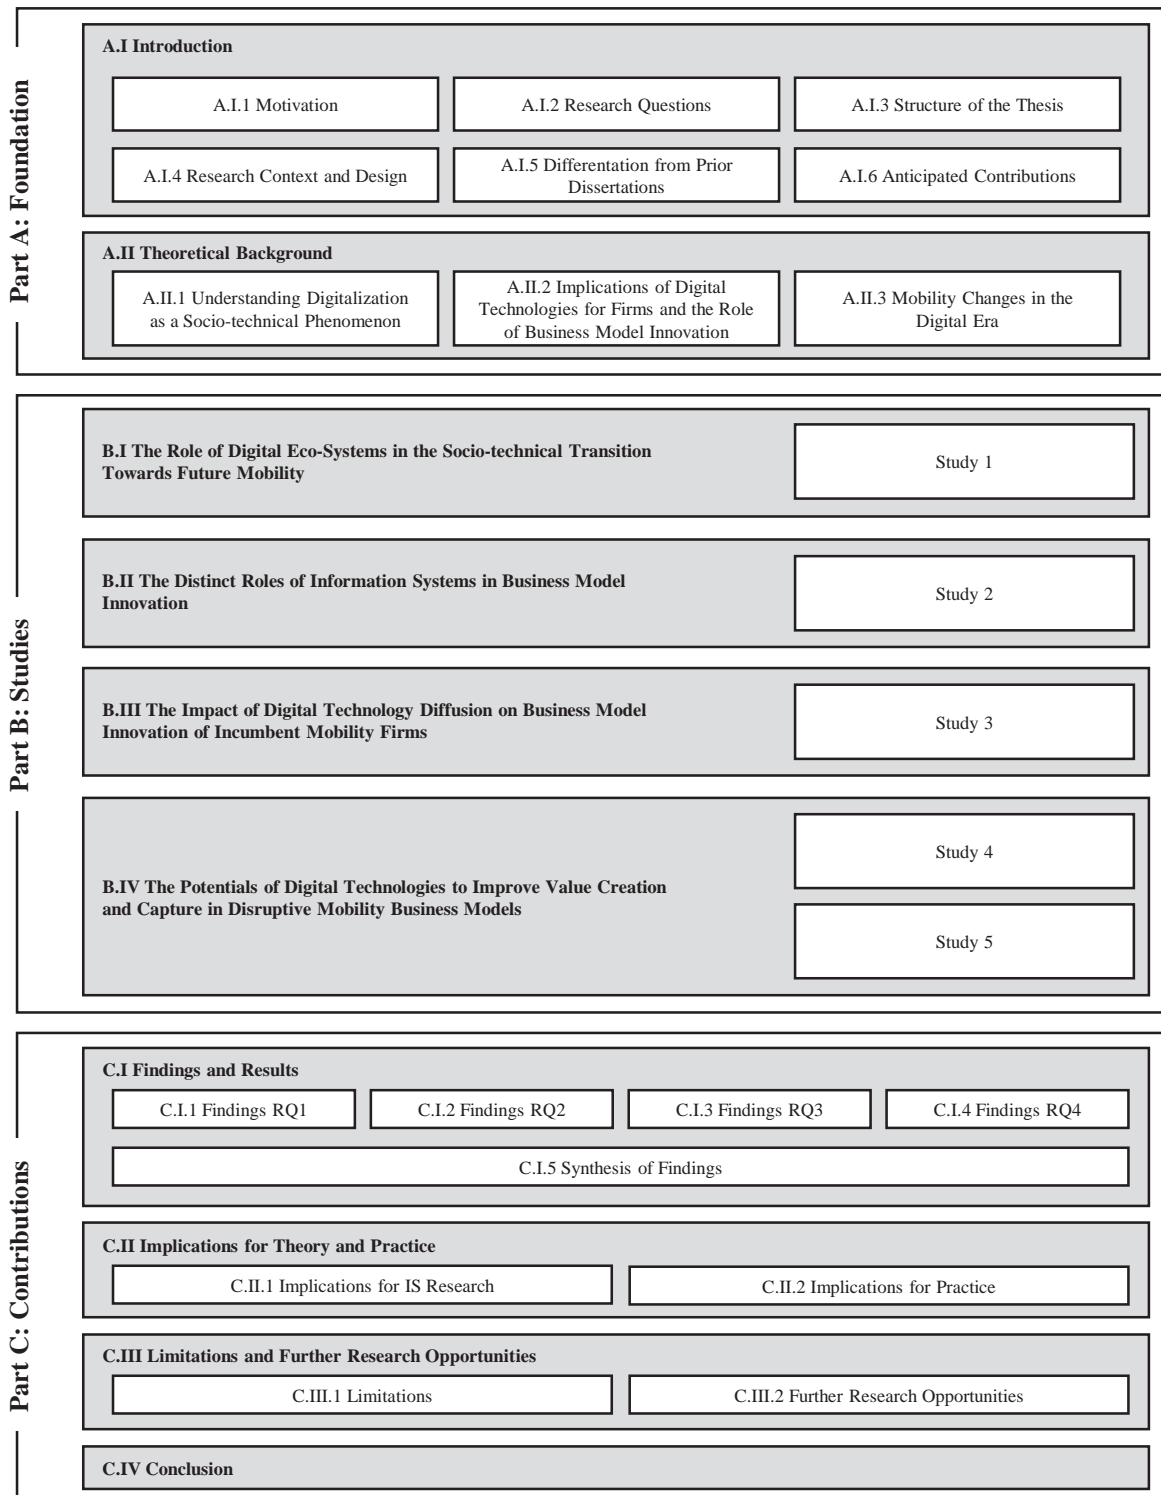 Part A: Foundation
A.I Introduction
A.I.1 Motivation
A.I.2 Research Questions
A.I.3 Structure of the Thesis
A.I.4 Research Context and Design
A.I.5 Differentation from Prior
Dissertations
A.I.6 Anticipated Contributions
A.II Theoretical Background
A.II.1 Understanding Digitalization
as a Socio-technical Phenomenon
A.II.2 Implications of Digital
Technologies for Firms and the Role
of Business Model Innovation
A.II.3 Mobility Changes in the
Digital Era
Part B: Studies
B.I The Role of Digital Eco-Systems in the Socio-technical Transition
Towards Future Mobility
Study 1
B.II The Distinct Roles of Information Systems in Business Model
Innovation
Study 2
B.III The Impact of Digital Technology Diffusion on Business Model
Innovation of Incumbent Mobility Firms
Study 3
B.IV The Potentials of Digital Technologies to Improve Value Creation
and Capture in Disruptive Mobility Business Models
Study 4
Study 5
Part C: Contributions
C.I Findings and Results
C.I.1 Findings RQ1
C.I.2 Findings RQ2
C.I.3 Findings RQ3
C.I.4 Findings RQ4
C.I.5 Synthesis of Findings
C.II Implications for Theory and Practice
C.II.1 Implications for IS Research
C.II.2 Implications for Practice
C.III Limitations and Further Research Opportunities
C.III.1 Limitations
C.III.2 Further Research Opportunities
C.IV Conclusion